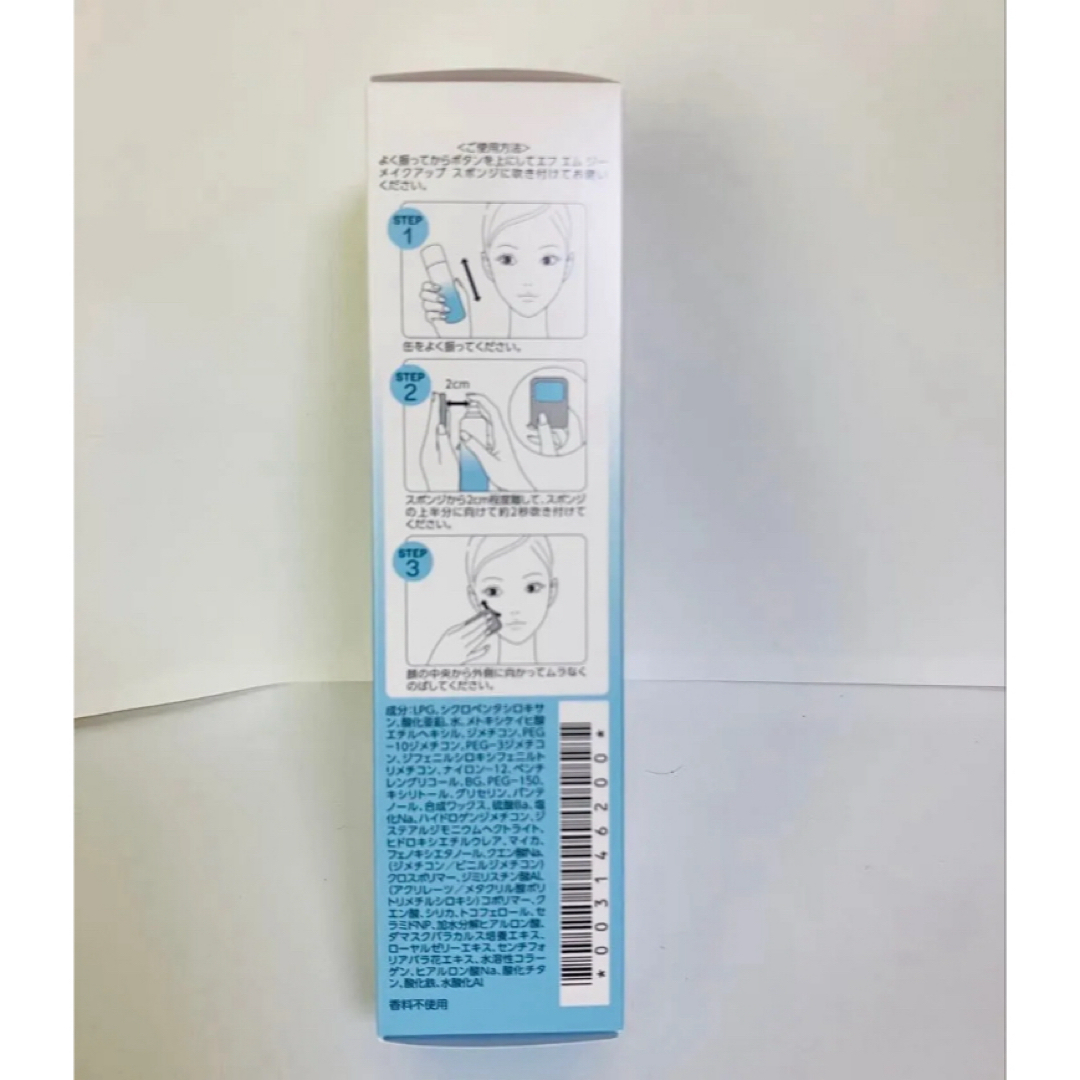 <ご使用方法>
よく振ってからボタンを上にしてエフ エム ジー
メイクアップ スポンジに吹き付けてお使い
ください。
STEP
1
缶をよく振ってください。
STEP
2
2cm
スポンジから2cm程度離して、スポンジ
の上半分に向けて約2秒吹き付けて
ください。
STEP
3
顔の中央から外側に向かってムラなく
のばしてください。
成分:LPG、シクロペンタシロキサ
ン、酸化亜鉛、水、メトキシケイヒ酸
エチルヘキシル、ジメチコン、PEG
-10ジメチコン、PEG-3ジメチコ
ン、ジフェニルシロキシフェニルト
リメチコン、ナイロン-12、ペンチ
レングリコール、BG、PEG-150、
キシリトール、グリセリン、パンテ
ノール、合成ワックス、硫酸Ba、塩
化Na、ハイドロゲンジメチコン、ジ
ステアルジモニウムヘクトライト、
ヒドロキシエチルウレア、マイカ、
フェノキシエタノール、クエン酸Na、
(ジメチコン/ビニルジメチコン)
クロスポリマー、ジミリスチン酸Al、
(アクリレーツ/メタクリル酸ポリ
トリメチルシロキシ)コポリマー、ク
エン酸、シリカ、トコフェロール、セ
ラミドNP、加水分解ヒアルロン酸、
ダマスクバラカルス培養エキス、
ローヤルゼリーエキス、センチフォ
リアバラ花エキス、水溶性コラー
ゲン、ヒアルロン酸Na、酸化チタ
ン、酸化鉄、水酸化Al
香料不使用
*003146200*